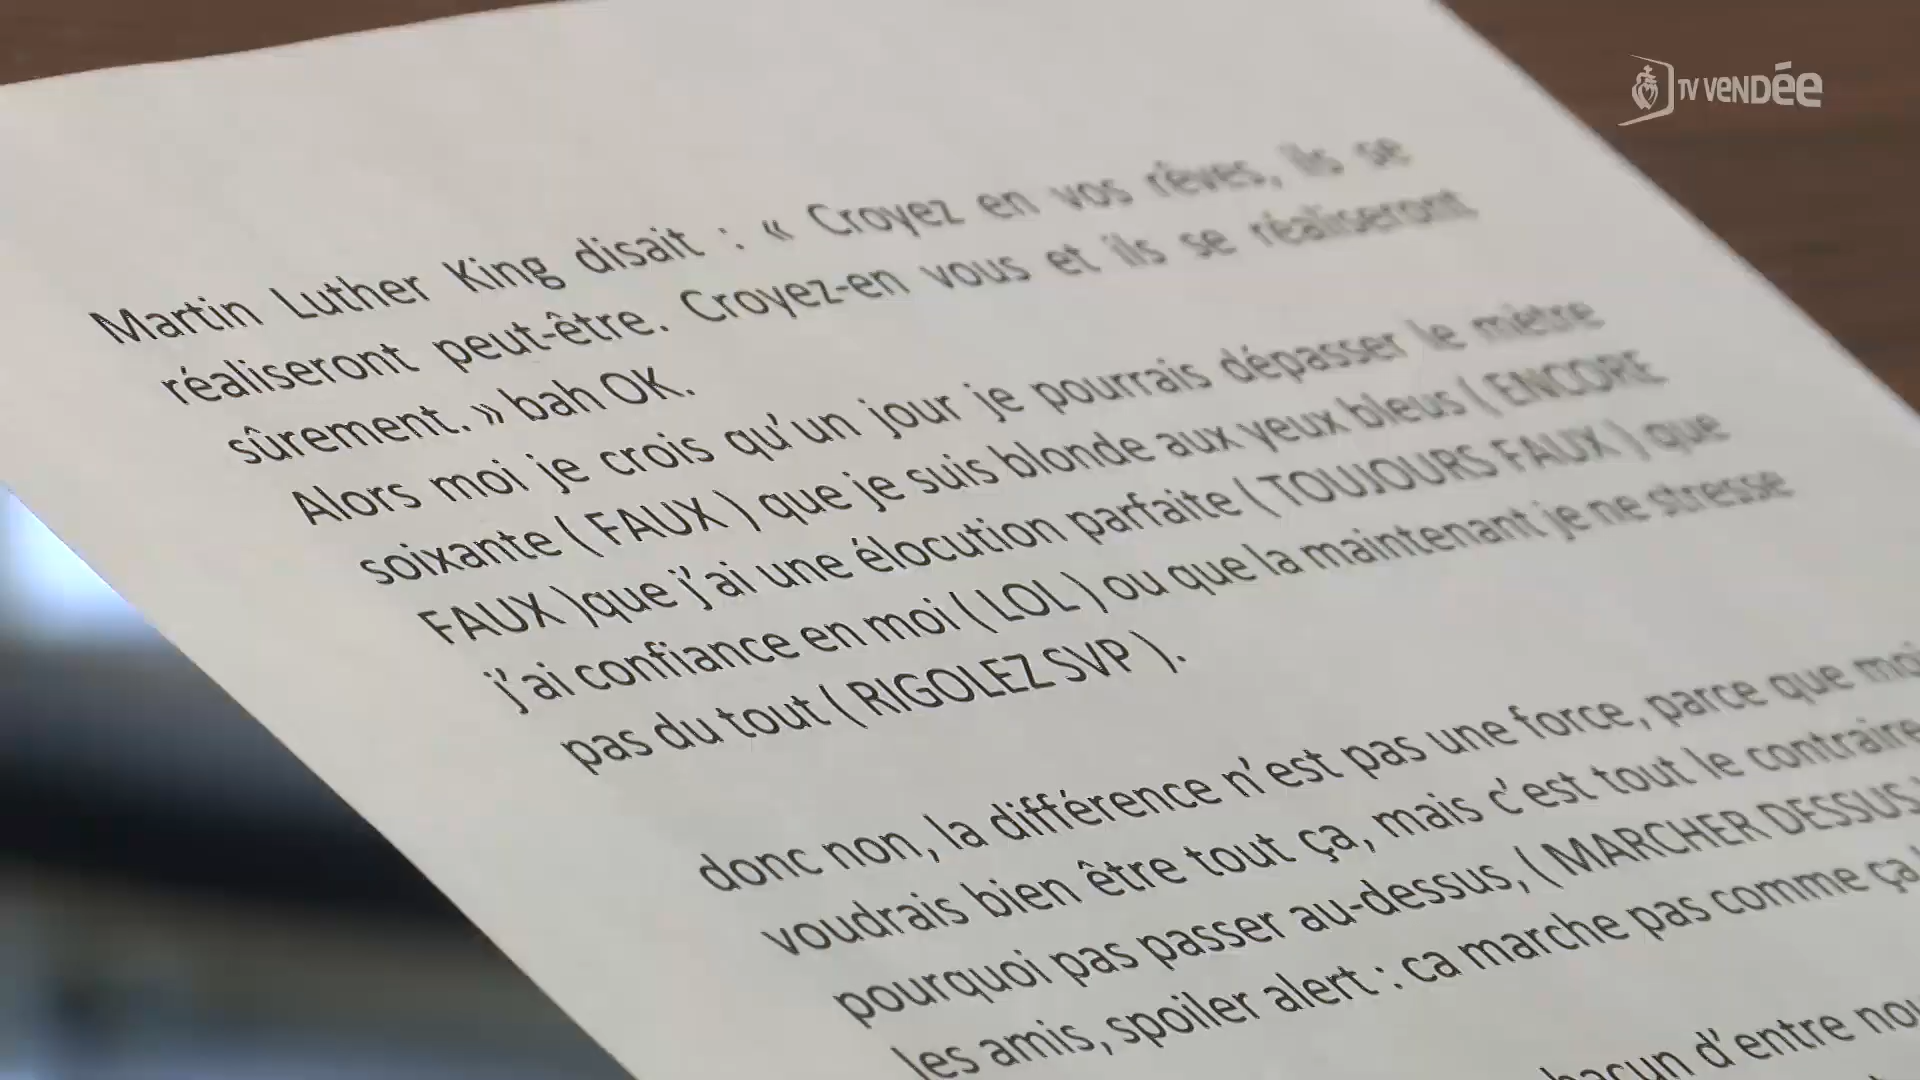 TV VENDÉE
Martin Luther King disait : « Croyez en vos rêves, ils se
réaliseront peut-être. Croyez-en vous et ils se réaliseront
sûrement. » bah OK.
Alors moi je crois qu'un jour je pourrais dépasser le mètre
soixante ( FAUX ) que je suis blonde aux yeux bleus ( ENCORE
FAUX )que j'ai une élocution parfaite ( TOUJOURS FAUX ) que
j'ai confiance en moi ( LOL ) ou que la maintenant je ne stresse
pas du tout ( RIGOLEZ SVP ).
donc non, la différence n'est pas une force, parce que moi
voudrais bien être tout ça, mais c'est tout le contraire
pourquoi pas passer au-dessus, ( MARCHER DESSUS
les amis, spoiler alert : ca marche pas comme ça
d'entre